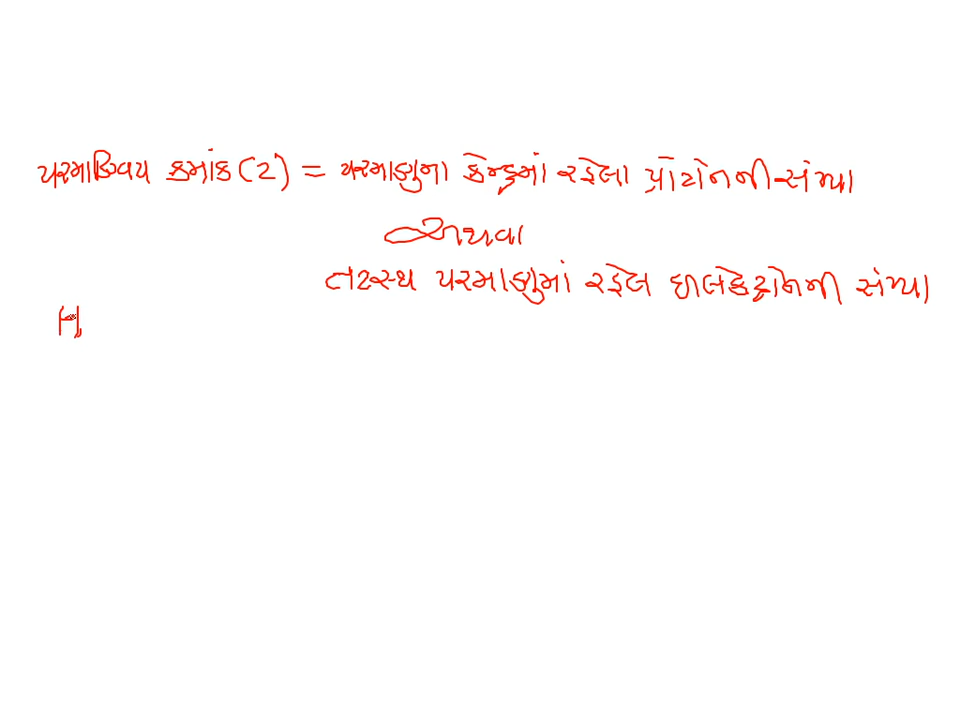 પરમાણ્વિય ક્રમાંક (Z) = પરમાણુના કેન્દ્રમાં રહેલા પ્રોટોનની સંખ્યા
અથવા
તટસ્થ પરમાણુમાં રહેલ ઇલેક્ટ્રોનની સંખ્યા
H,